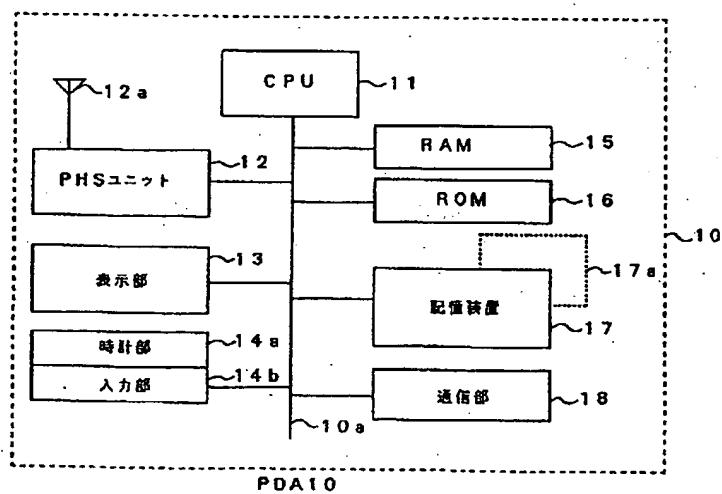 CPU
11
12a
RAM
15
PHSユニット
12
ROM
16
10
表示部
13
17a
記憶装置
17
時計部
14a
入力部
14b
通信部
18
10a
PDA10